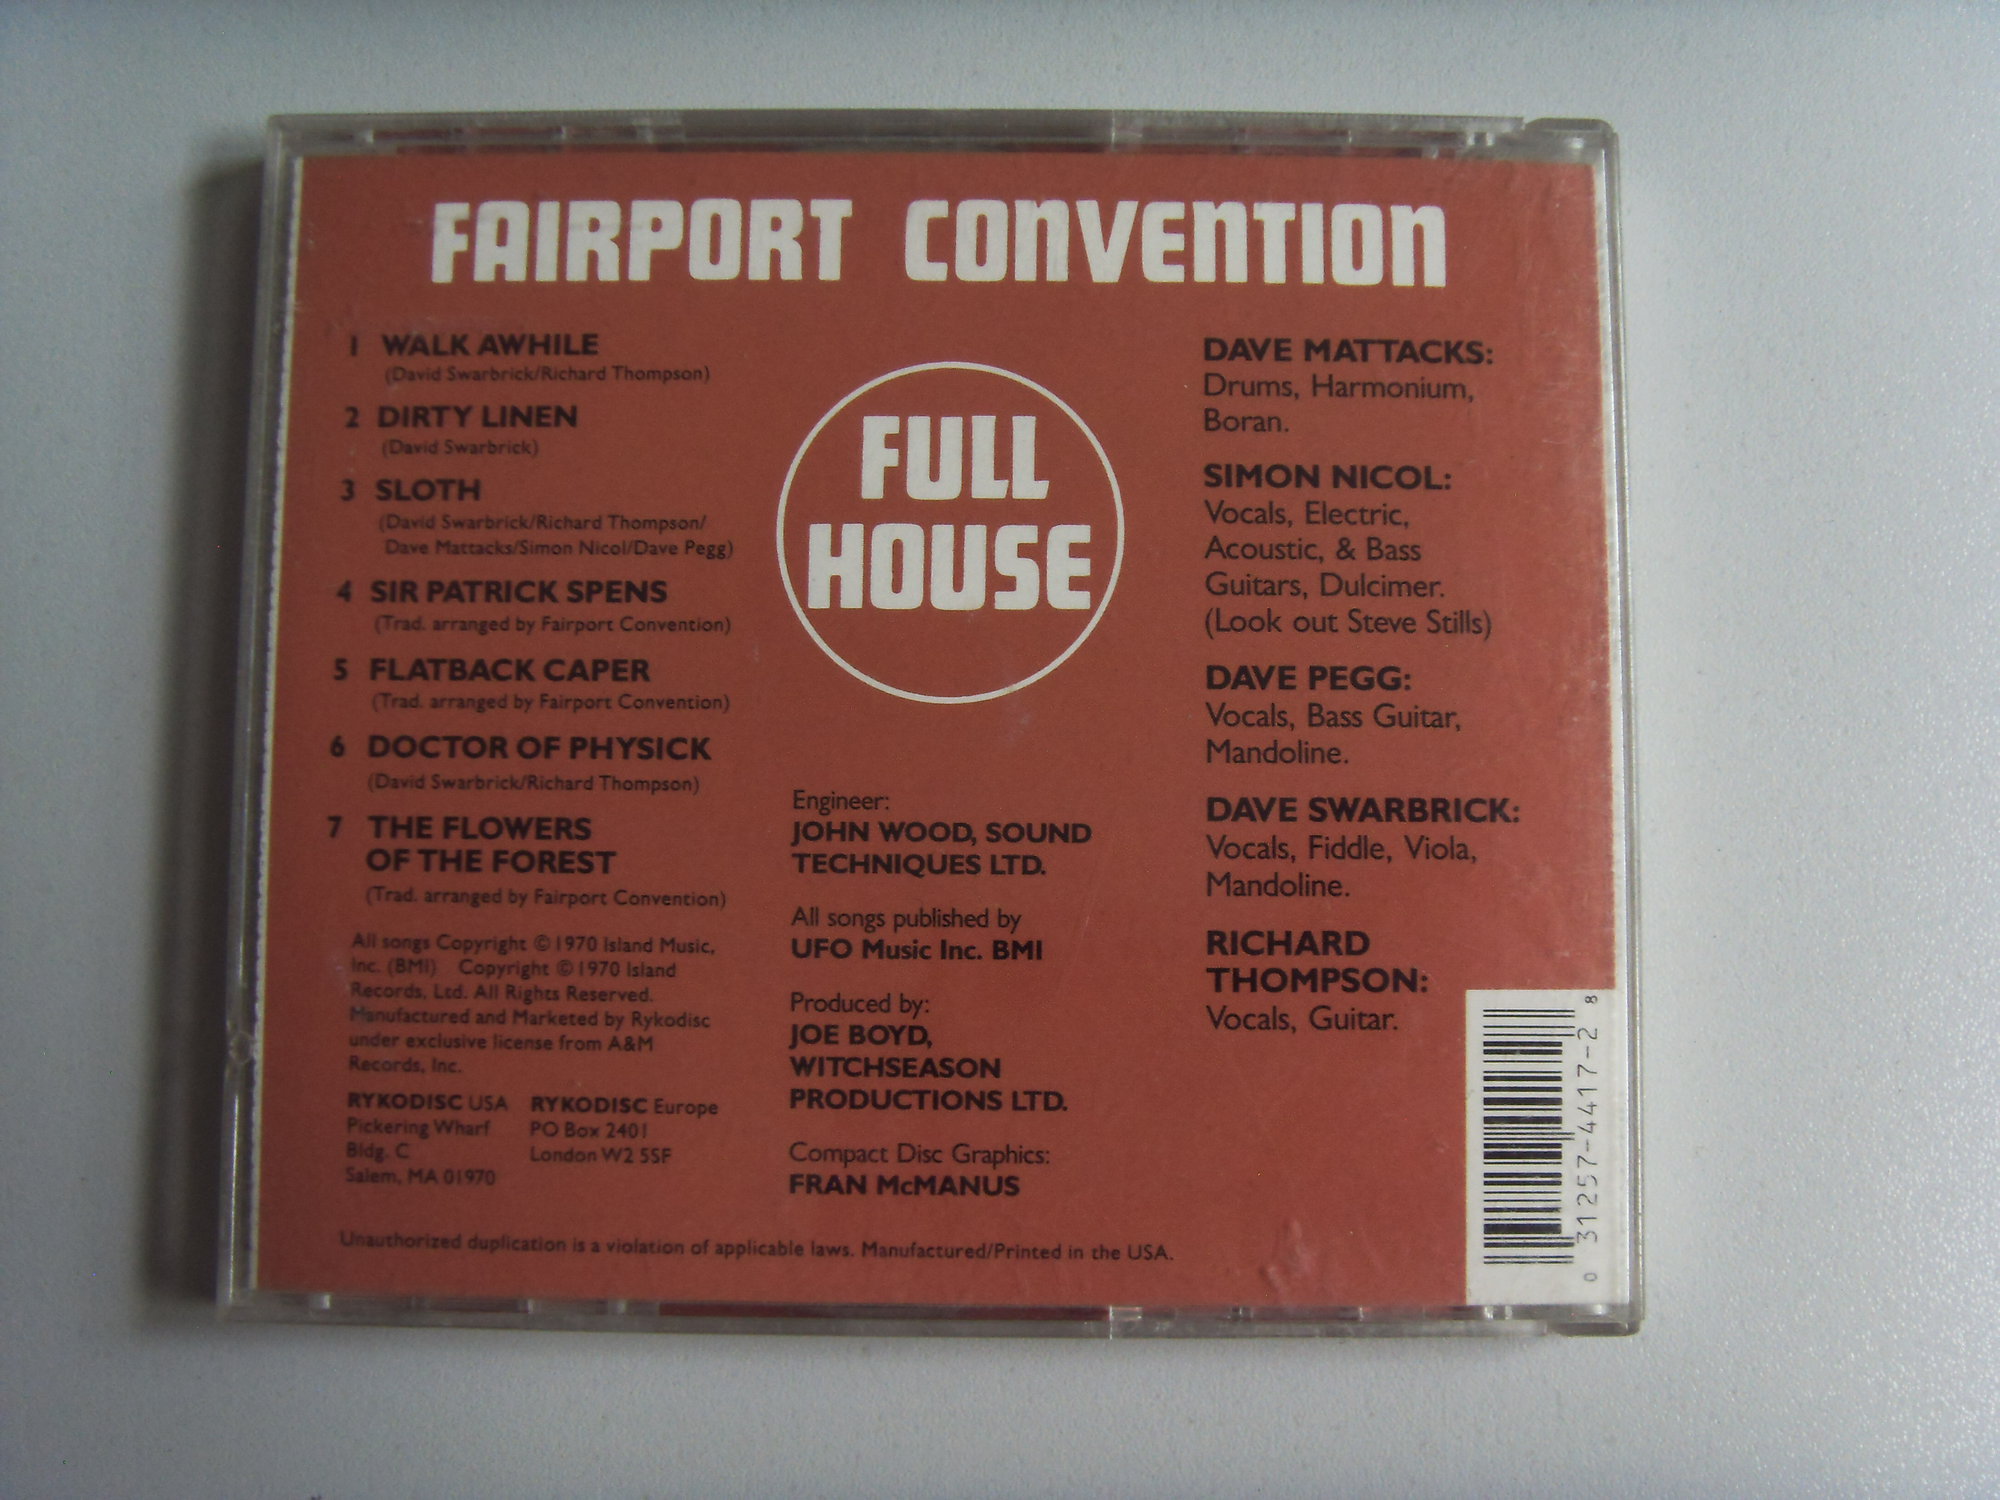 FAIRPORT CONVENTION
1 WALK AWHILE
(David Swarbrick/Richard Thompson)
2 DIRTY LINEN
(David Swarbrick)
3 SLOTH
(David Swarbrick/Richard Thompson/
Dave Mattacks/Simon Nicol/Dave Pegg)
4 SIR PATRICK SPENS
(Trad. arranged by Fairport Convention)
5 FLATBACK CAPER
(Trad. arranged by Fairport Convention)
6 DOCTOR OF PHYSICK
(David Swarbrick/Richard Thompson)
7 THE FLOWERS
OF THE FOREST
(Trad. arranged by Fairport Convention)
All songs Copyright © 1970 Island Music,
Inc. (BMI) Copyright © 1970 Island
Records, Ltd. All Rights Reserved.
Manufactured and Marketed by Rykodisc
under exclusive license from A&M
Records, Inc.
RYKODISC USA
Pickering Wharf
Bldg. C
Salem, MA 01970
RYKODISC Europe
PO Box 2401
London W2 5SF
Unauthorized duplication is a violation of applicable laws. Manufactured/Printed in the USA.
FULL
HOUSE
Engineer:
JOHN WOOD, SOUND
TECHNIQUES LTD.
All songs published by
UFO Music Inc. BMI
Produced by:
JOE BOYD,
WITCHSEASON
PRODUCTIONS LTD.
Compact Disc Graphics:
FRAN McMANUS
DAVE MATTACKS:
Drums, Harmonium,
Boran.
SIMON NICOL:
Vocals, Electric,
Acoustic, & Bass
Guitars, Dulcimer.
(Look out Steve Stills)
DAVE PEGG:
Vocals, Bass Guitar,
Mandoline.
DAVE SWARBRICK:
Vocals, Fiddle, Viola,
Mandoline.
RICHARD
THOMPSON:
Vocals, Guitar.
0 31257-4417-2 8